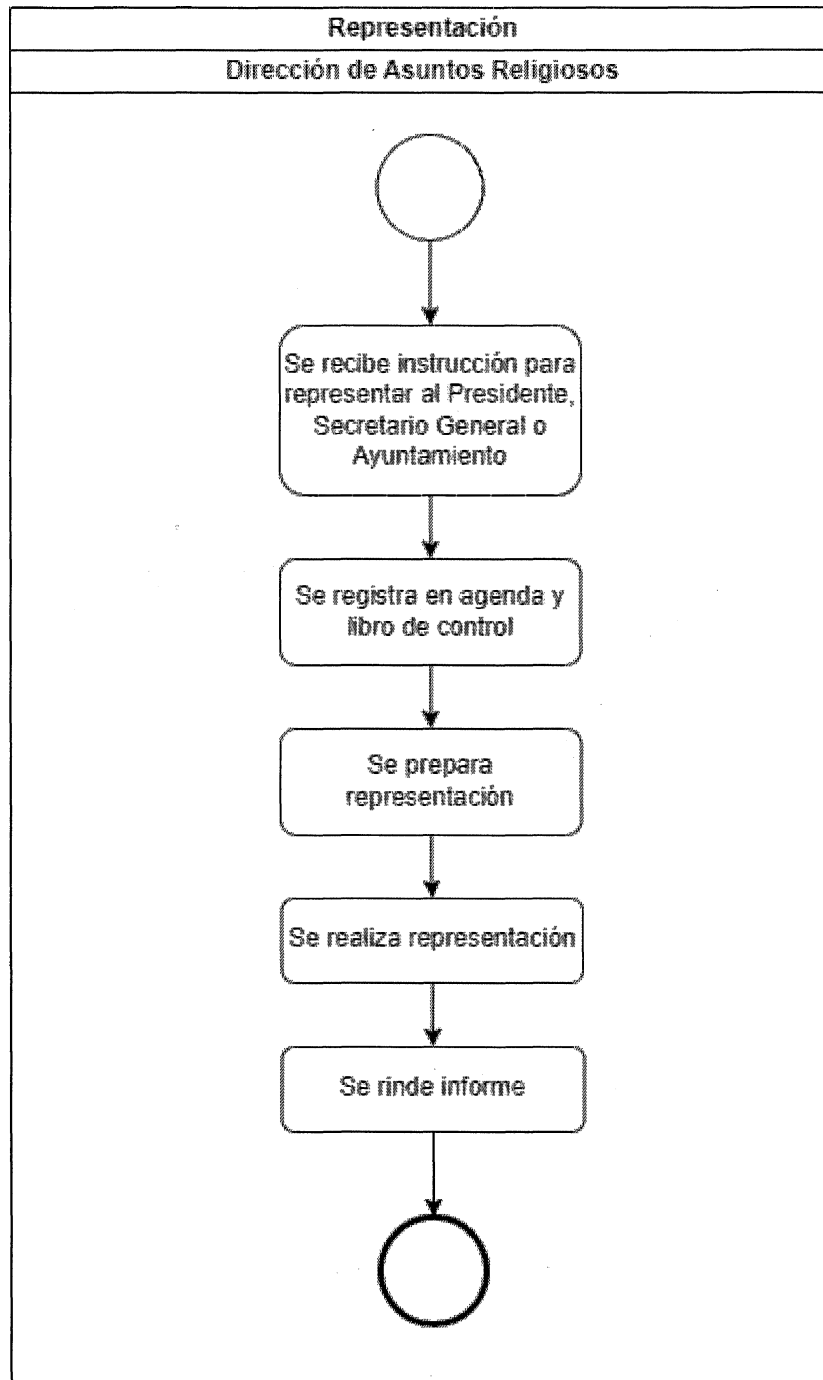 Representación
Dirección de Asuntos Religiosos
Se recibe instrucción para
representar al Presidente,
Secretario General o
Ayuntamiento
Se registra en agenda y
libro de control
Se prepara
representación
Se realiza representación
Se rinde informe